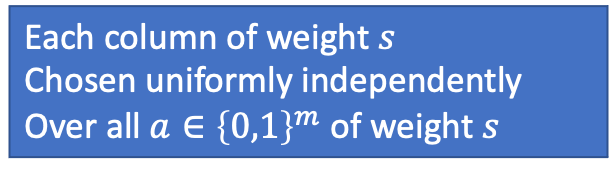 Each column of weight 𝑠
Chosen uniformly independently
Over all 𝑎 ∈ {0,1}ᵐ of weight 𝑠